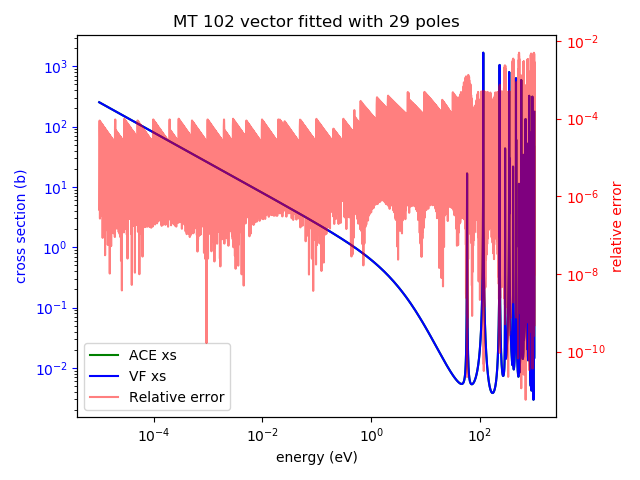 MT 102 vector fitted with 29 poles
cross section (b)
10³
10²
10¹
10⁰
10⁻¹
10⁻²
10⁻²
10⁻⁴
10⁻⁶
10⁻⁸
10⁻¹⁰
relative error
ACE xs
VF xs
Relative error
10⁻⁴
10⁻²
10⁰
10²
energy (eV)